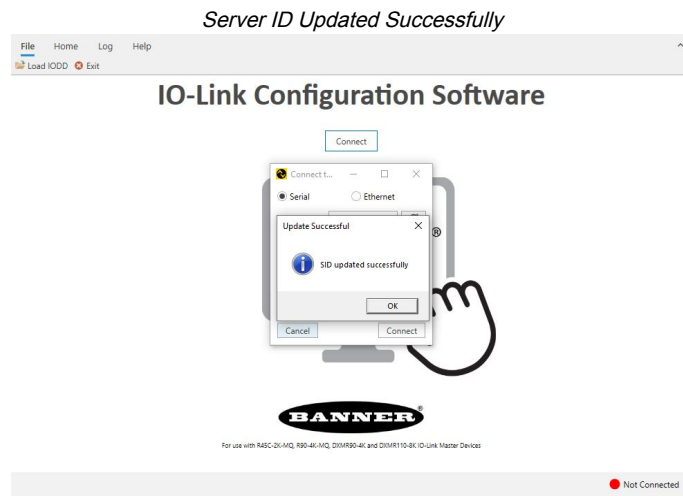 Server ID Updated Successfully
File Home Log Help
Load IODD Exit
IO-Link Configuration Software
Connect
Connect t...
Serial Ethernet
Update Successful
®
SID updated successfully
OK
Cancel Connect
BANNER®
For use with R45C-2K-MQ, R90-4K-MQ, DXMR90-4K and DXMR110-8K IO-Link Master Devices
Not Connected